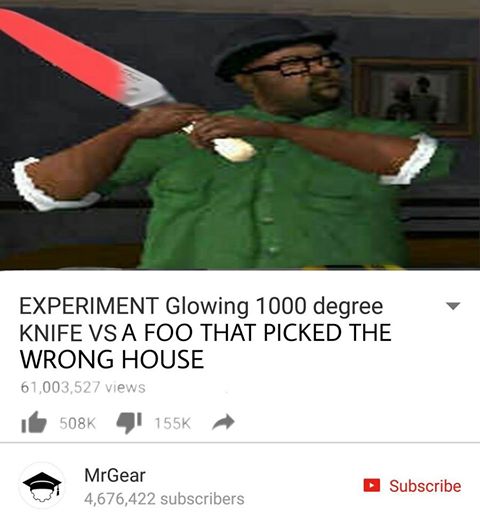 EXPERIMENT Glowing 1000 degree
KNIFE VS A FOO THAT PICKED THE
WRONG HOUSE
61,003,527 views
508K 155K
MrGear
Subscribe
4,676,422 subscribers